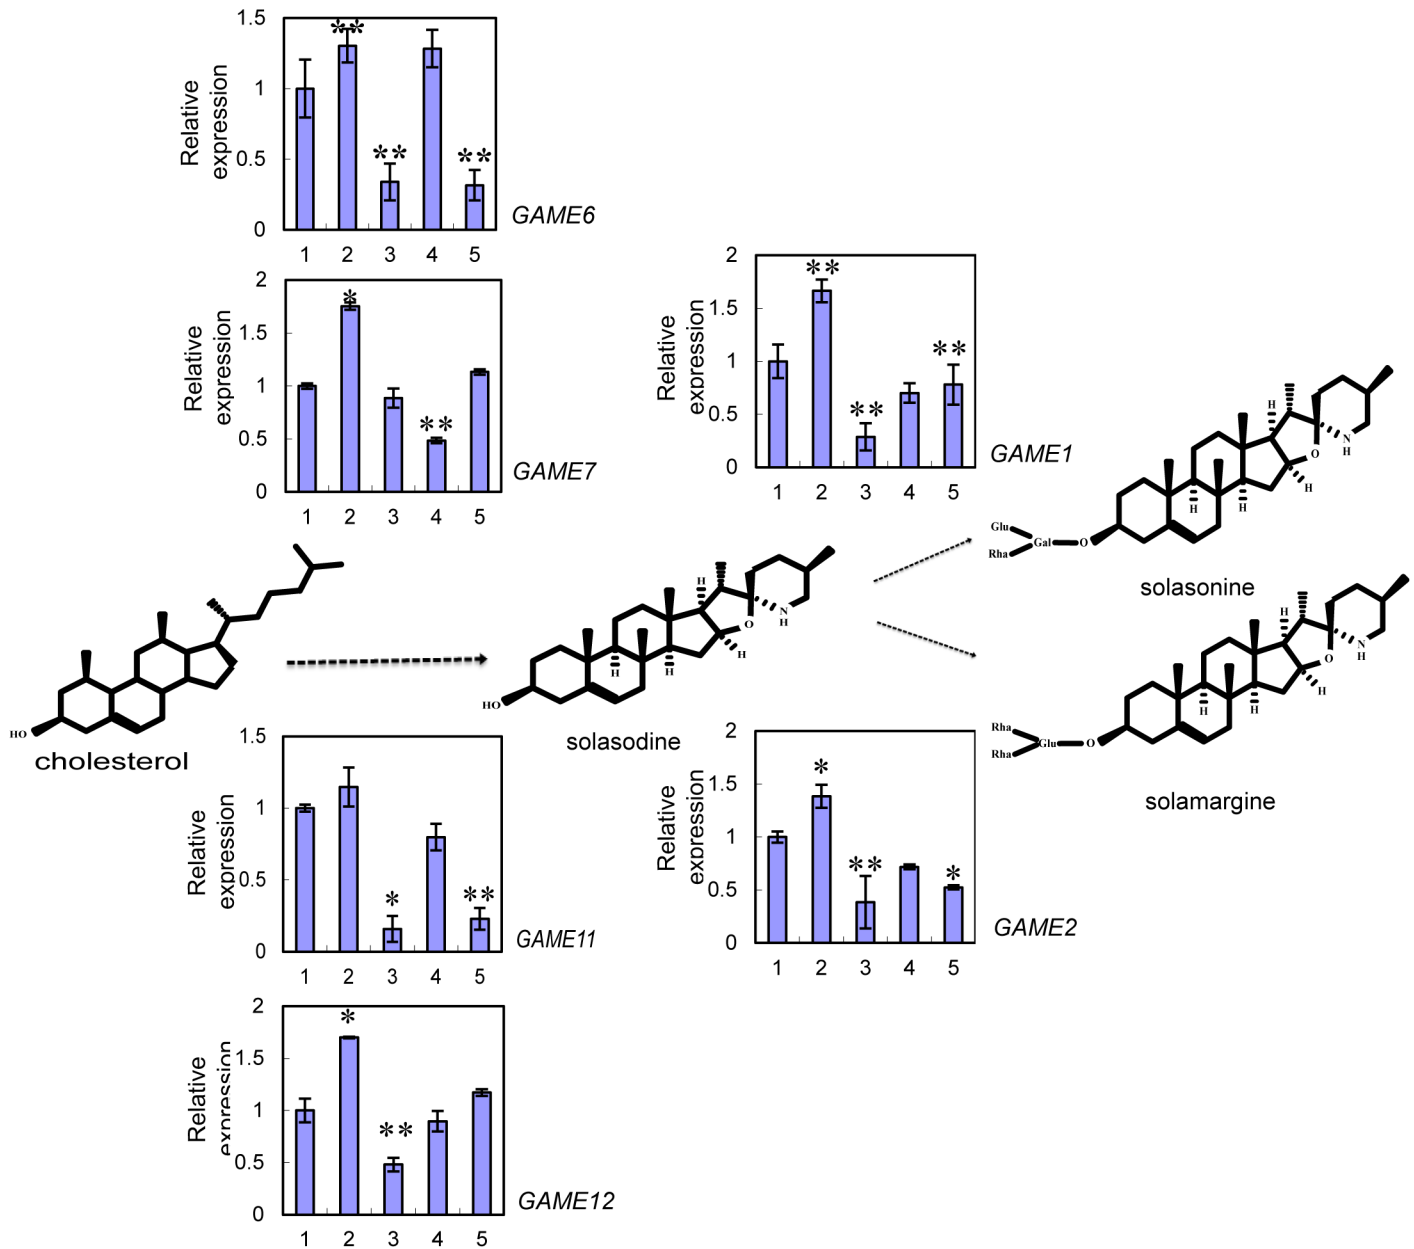 1.5
**
1
**
**
0.5
0
Relative
expression
GAME6
1 2 3 4 5
2
*
1.5
1
**
0.5
0
Relative
expression
GAME7
1 2 3 4 5
2
**
1.5
**
1
**
0.5
0
Relative
expression
GAME1
1 2 3 4 5
H
N
H
O
H
H
H
Glu
Rha
Gal
O
solasonine
HO
cholesterol
H
N
H
O
H
H
H
HO
solasodine
H
N
H
O
H
H
H
Rha
Rha
Glu
O
solamargine
1.5
1
*
**
0.5
0
Relative
expression
GAME11
1 2 3 4 5
2
*
1.5
1
**
*
0.5
0
Relative
expression
GAME2
1 2 3 4 5
2
*
1.5
1
**
0.5
0
Relative
expression
GAME12
1 2 3 4 5